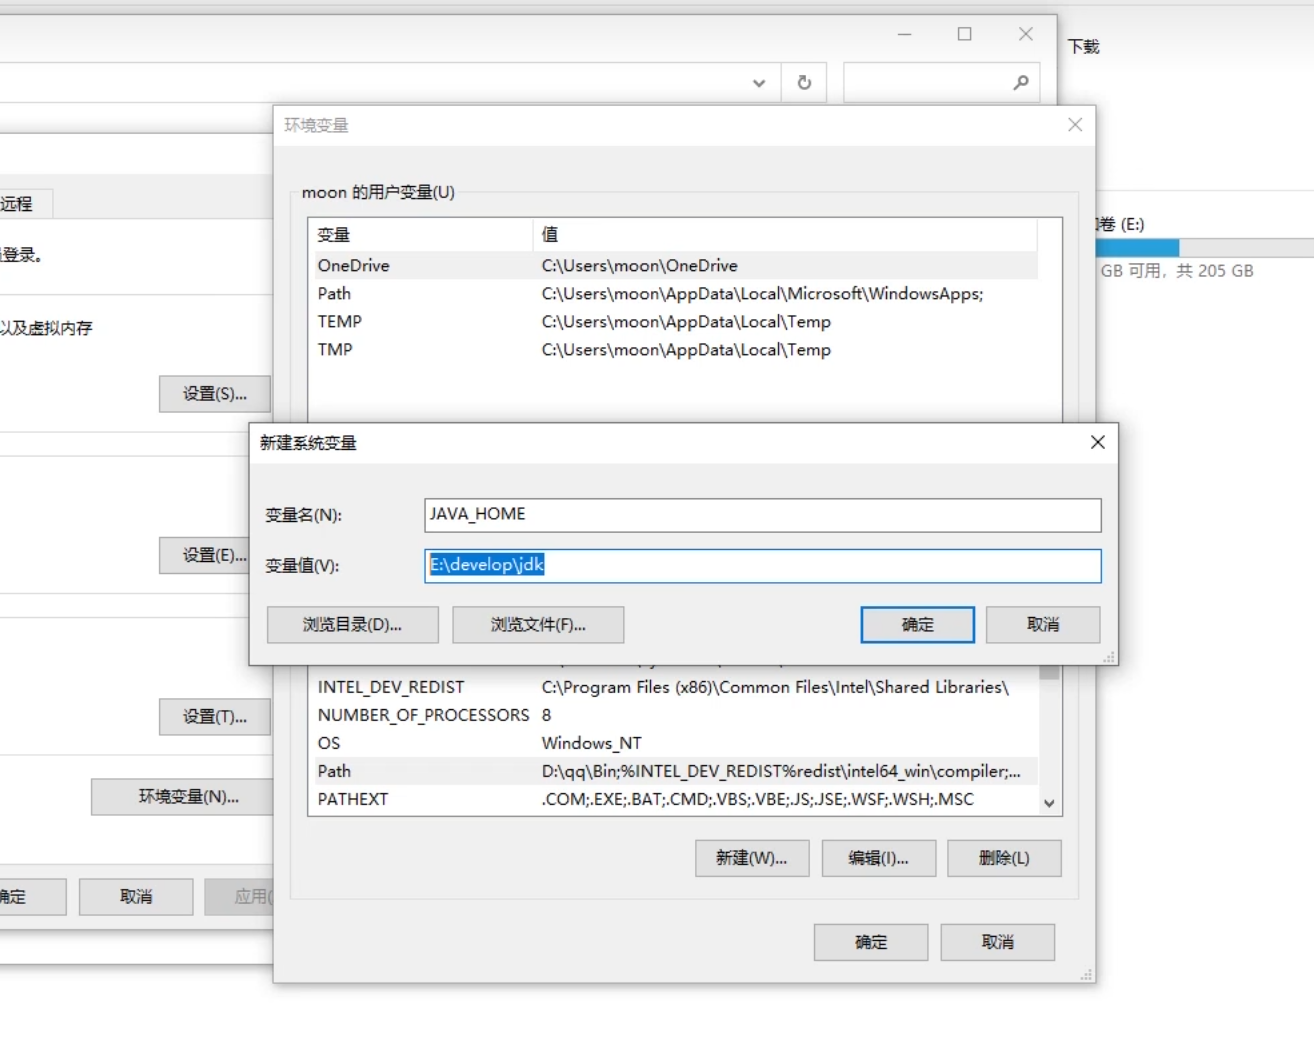 下载
环境变量
moon 的用户变量(U)
远程
卷 (E:)
变量 值
登录。
OneDrive C:\Users\moon\OneDrive
GB 可用，共 205 GB
Path C:\Users\moon\AppData\Local\Microsoft\WindowsApps;
TEMP C:\Users\moon\AppData\Local\Temp
以及虚拟内存
TMP C:\Users\moon\AppData\Local\Temp
设置(S)...
新建系统变量
变量名(N): JAVA_HOME
设置(E)...
变量值(V): E:\develop\jdk
浏览目录(D)... 浏览文件(F)... 确定 取消
INTEL_DEV_REDIST C:\Program Files (x86)\Common Files\Intel\Shared Libraries\
设置(T)...
NUMBER_OF_PROCESSORS 8
OS Windows_NT
Path D:\qq\Bin;%INTEL_DEV_REDIST%redist\intel64_win\compiler;...
环境变量(N)...
PATHEXT .COM;.EXE;.BAT;.CMD;.VBS;.VBE;.JS;.JSE;.WSF;.WSH;.MSC
新建(W)... 编辑(I)... 删除(L)
确定 取消 应用(
确定 取消